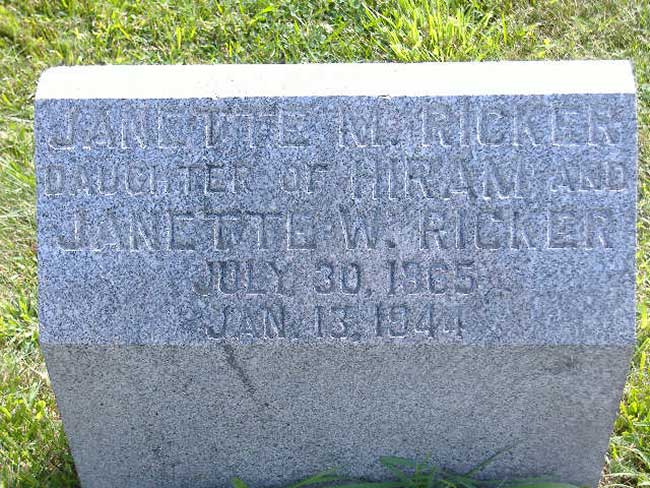 JANETTE M. RICKER
DAUGHTER OF HIRAM AND
JANETTE W. RICKER
JULY 30, 1865
JAN. 13, 1944